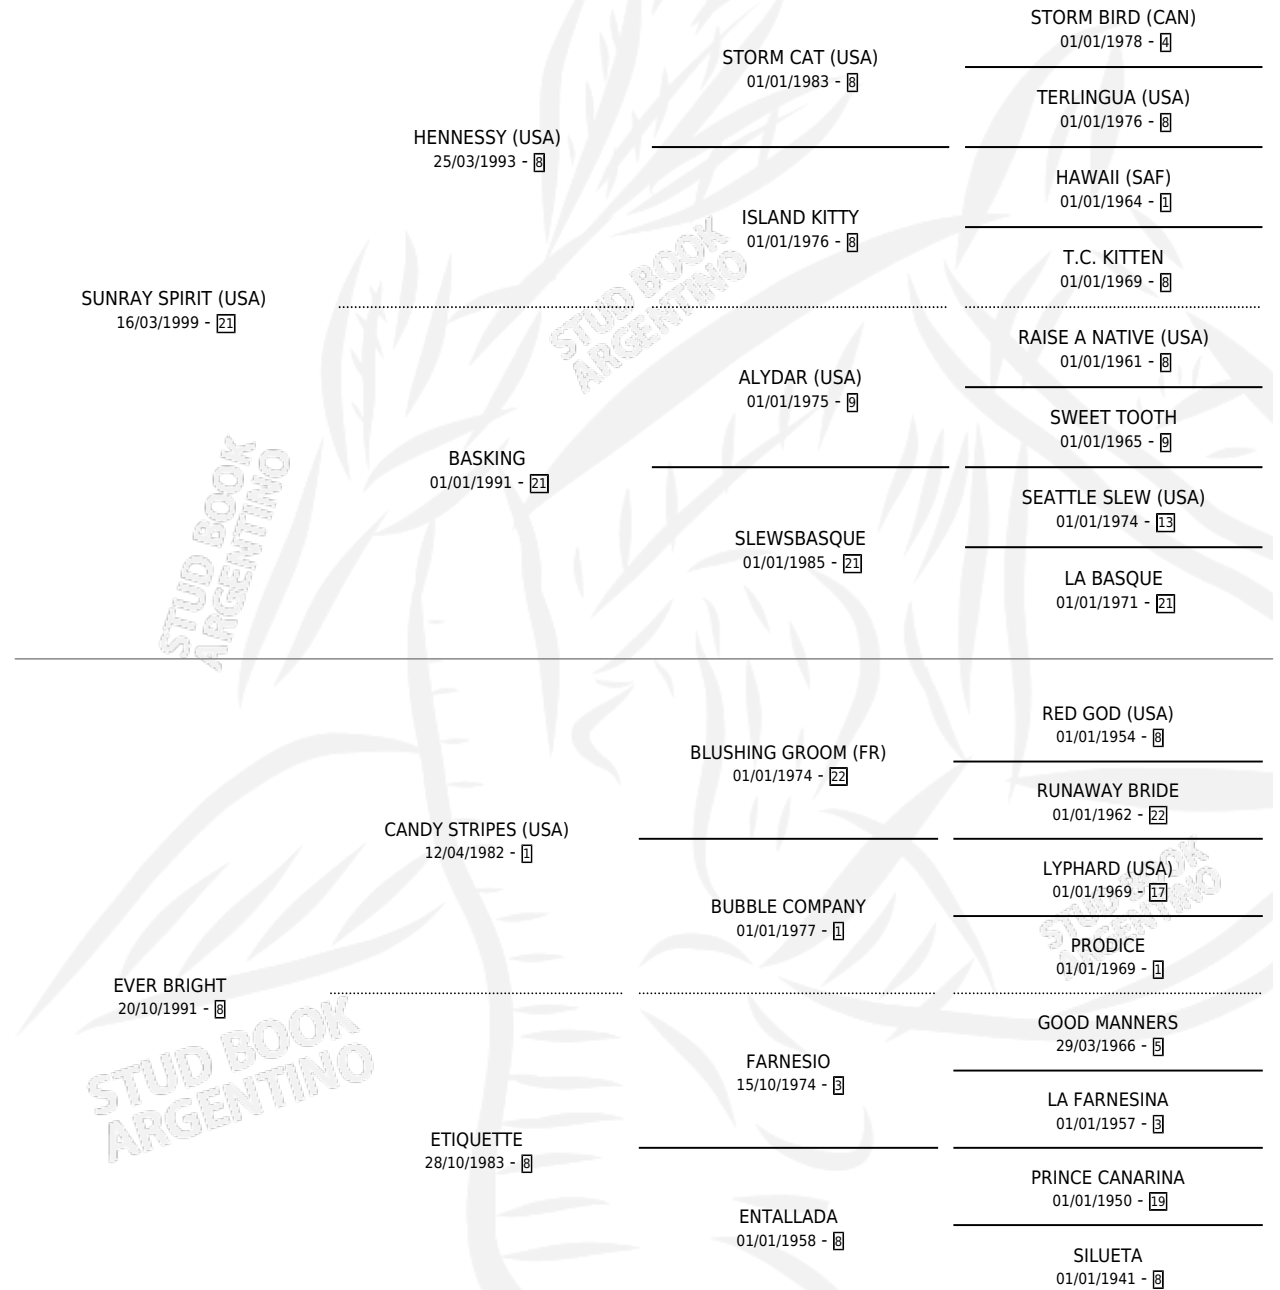 STORM BIRD (CAN)
01/01/1978 - 4
STORM CAT (USA)
01/01/1983 - 8
TERLINGUA (USA)
01/01/1976 - 8
HENNESSY (USA)
25/03/1993 - 8
HAWAII (SAF)
01/01/1964 - 1
ISLAND KITTY
01/01/1976 - 8
T.C. KITTEN
01/01/1969 - 8
SUNRAY SPIRIT (USA)
16/03/1999 - 21
STUD BOOK
ARGENTINO
RAISE A NATIVE (USA)
01/01/1961 - 8
ALYDAR (USA)
01/01/1975 - 9
SWEET TOOTH
01/01/1965 - 9
BASKING
01/01/1991 - 21
SEATTLE SLEW (USA)
01/01/1974 - 13
SLEWSBASQUE
01/01/1985 - 21
LA BASQUE
01/01/1971 - 21
STUD BOOK
ARGENTINO
RED GOD (USA)
01/01/1954 - 8
BLUSHING GROOM (FR)
01/01/1974 - 22
RUNAWAY BRIDE
01/01/1962 - 22
CANDY STRIPES (USA)
12/04/1982 - 1
LYPHARD (USA)
01/01/1969 - 17
BUBBLE COMPANY
01/01/1977 - 1
STUD BOOK
ARGENTINO
PRODICE
01/01/1969 - 1
EVER BRIGHT
20/10/1991 - 8
GOOD MANNERS
29/03/1966 - 5
STUD BOOK
ARGENTINO
FARNESIO
15/10/1974 - 3
LA FARNESINA
01/01/1957 - 3
ETIQUETTE
28/10/1983 - 8
PRINCE CANARINA
01/01/1950 - 19
ENTALLADA
01/01/1958 - 8
SILUETA
01/01/1941 - 8